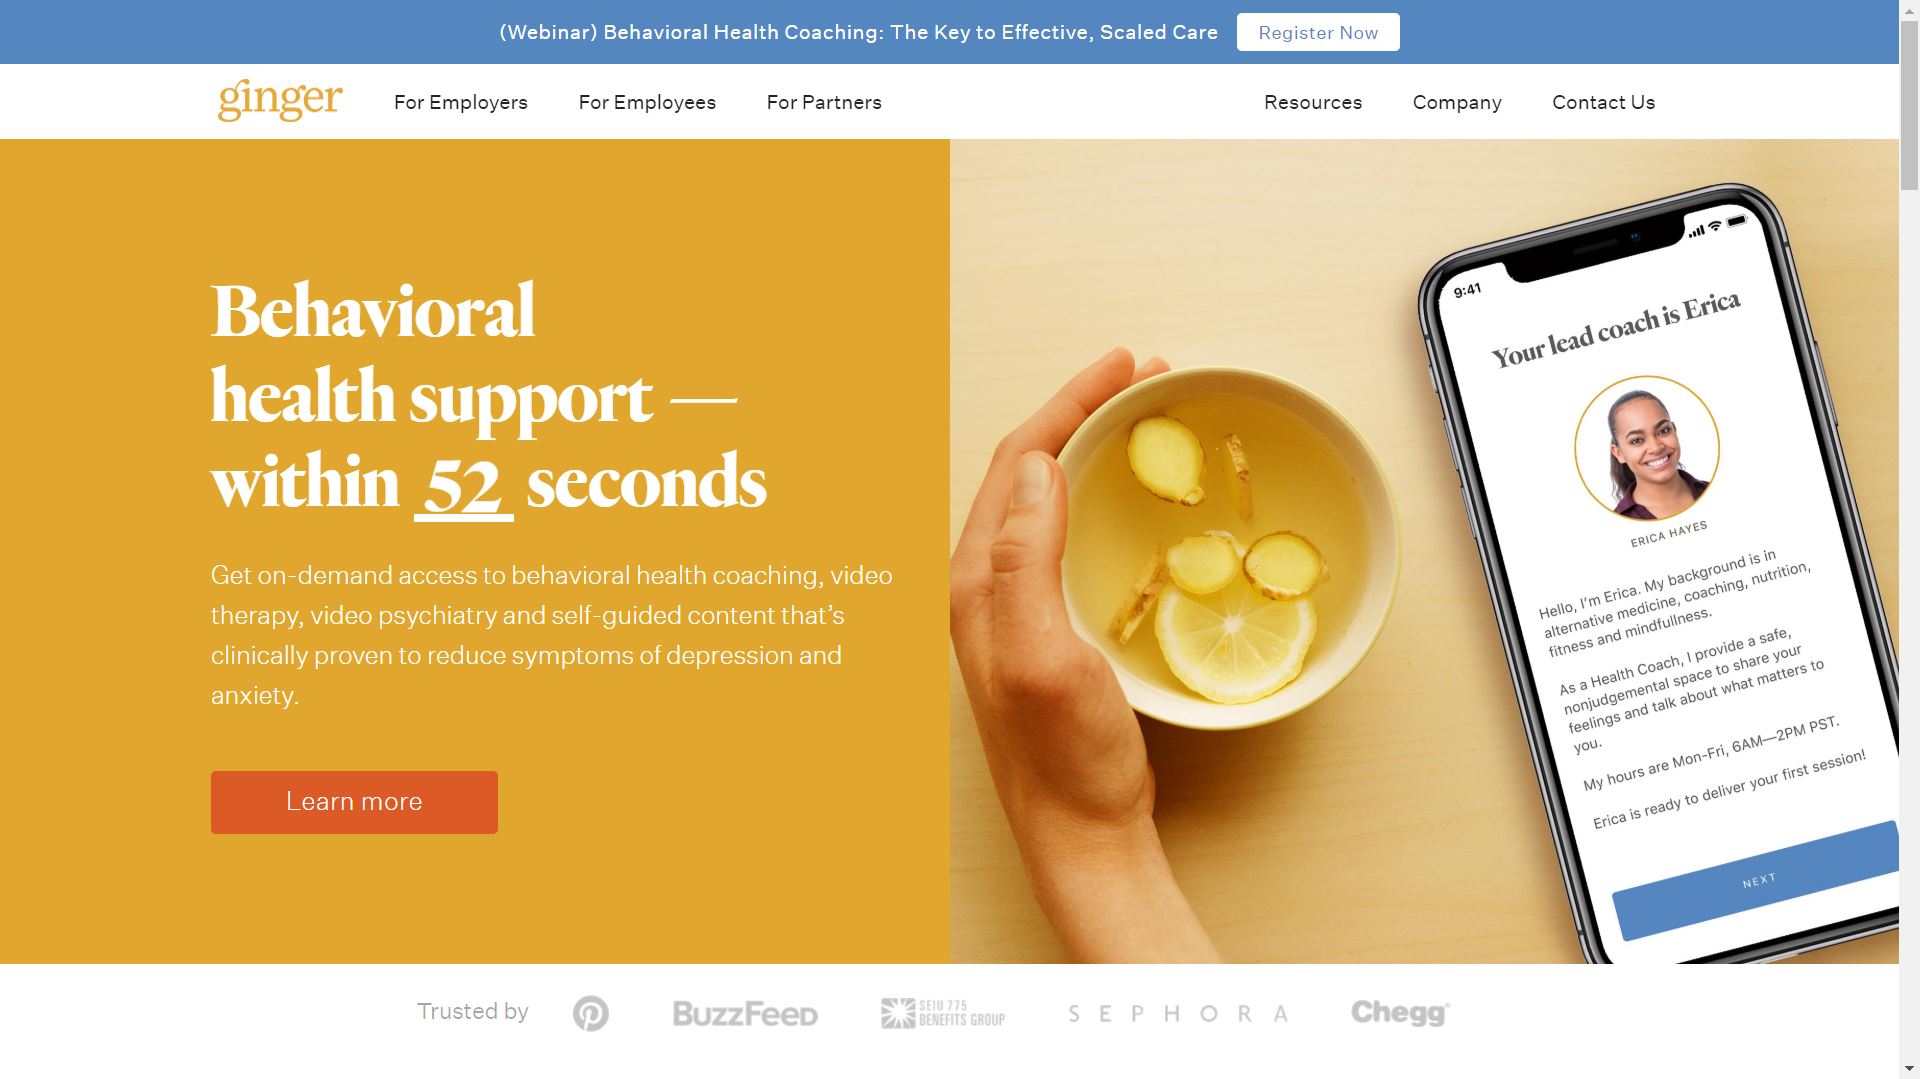 (Webinar) Behavioral Health Coaching: The Key to Effective, Scaled Care
Register Now
ginger
For Employers
For Employees
For Partners
Resources
Company
Contact Us
Behavioral
health support —
within 52 seconds
Get on-demand access to behavioral health coaching, video
therapy, video psychiatry and self-guided content that’s
clinically proven to reduce symptoms of depression and
anxiety.
Learn more
9:41
Your lead coach is Erica
ERICA HAYES
Hello, I’m Erica. My background is in
alternative medicine, coaching, nutrition,
fitness and mindfullness.
As a Health Coach, I provide a safe,
nonjudgemental space to share your
feelings and talk about what matters to
you.
My hours are Mon-Fri, 6AM—2PM PST.
Erica is ready to deliver your first session!
NEXT
Trusted by
BuzzFeed
SEIU 775
BENEFITS GROUP
SEPHORA
Chegg